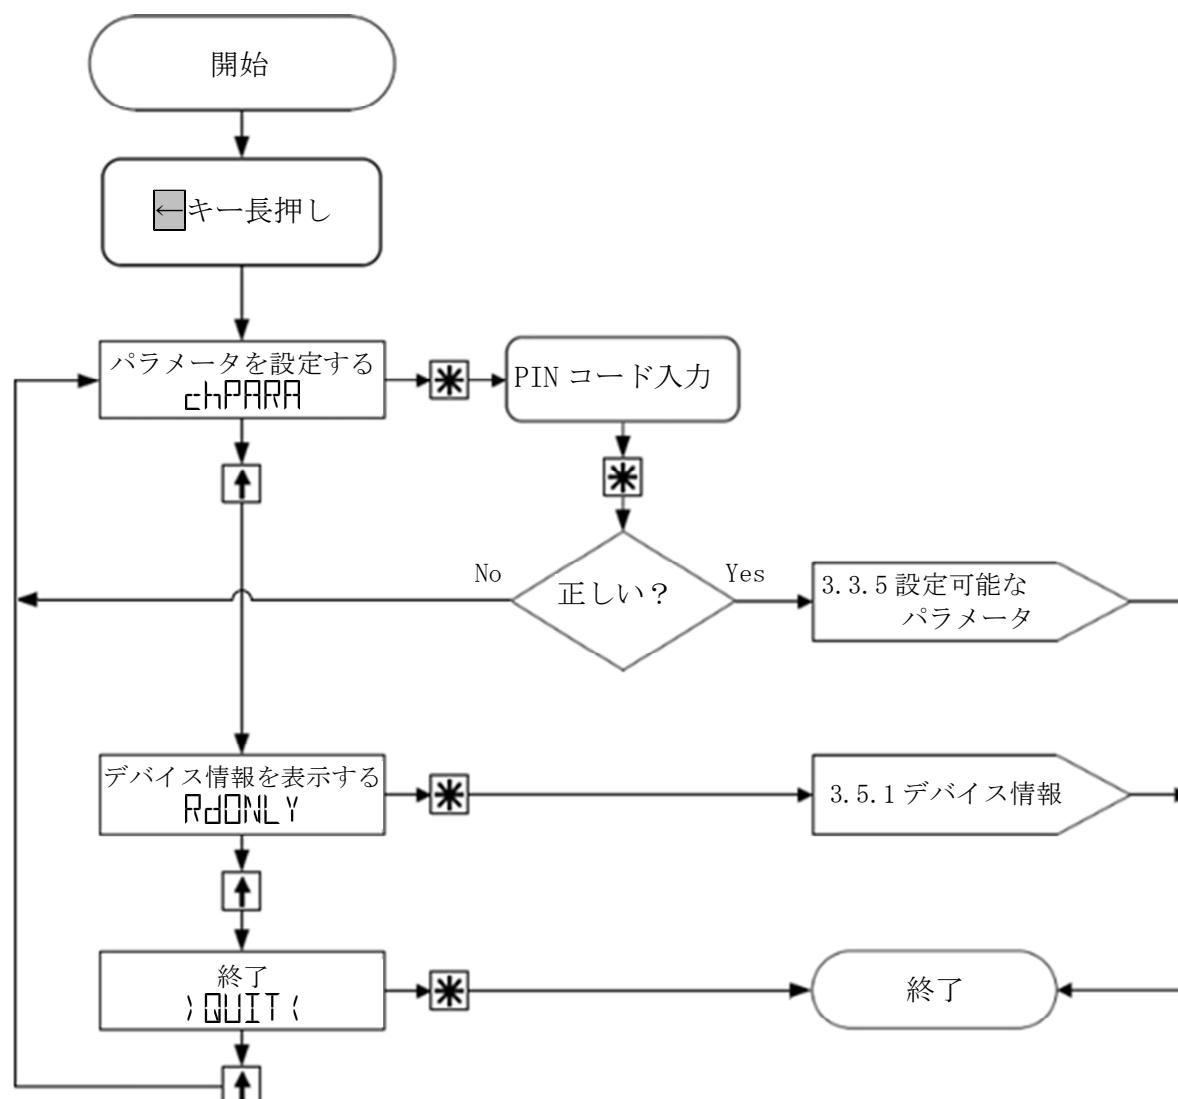 開始
←キー長押し
パラメータを設定する
chPARA
PIN コード入力
No
正しい?
Yes
3.3.5 設定可能な
パラメータ
デバイス情報を表示する
RdONLY
3.5.1 デバイス情報
終了
>QUIT<
終了